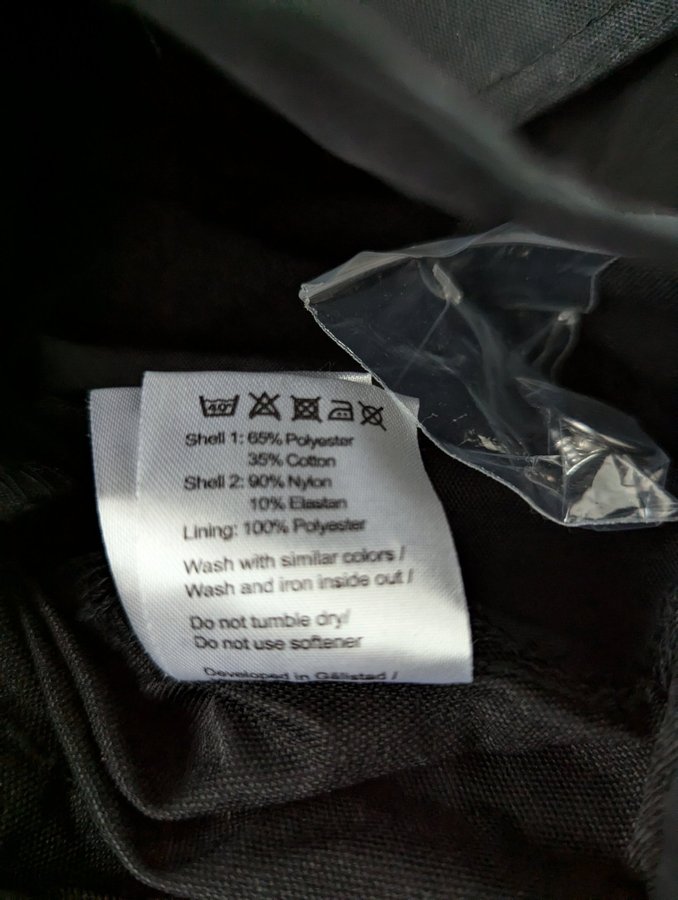 40
Shell 1: 65% Polyester
35% Cotton
Shell 2: 90% Nylon
10% Elastan
Lining: 100% Polyester
Wash with similar colors /
Wash and iron inside out /
Do not tumble dry/
Do not use softener
Developed in Gällstad /